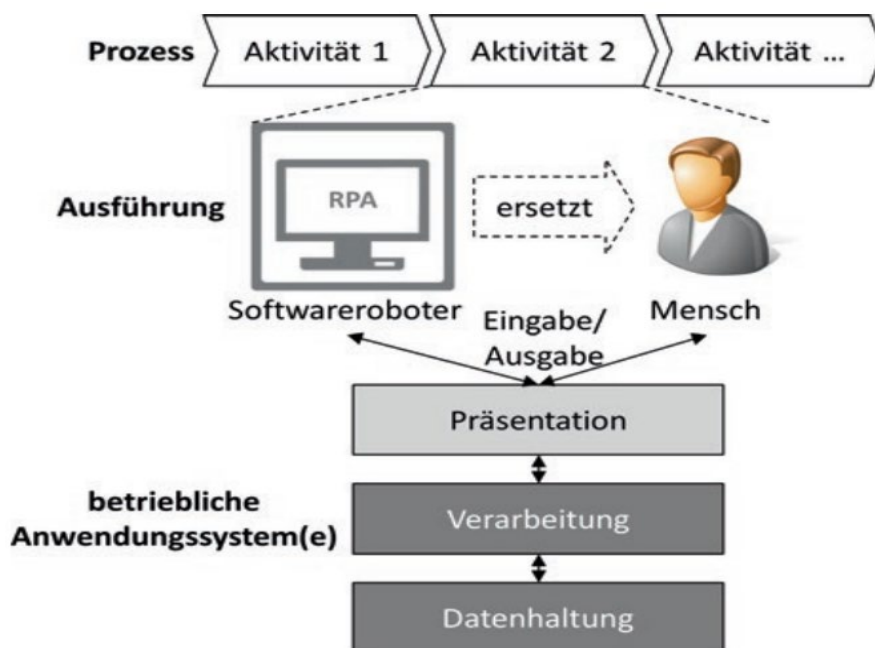 Prozess
Aktivität 1
Aktivität 2
Aktivität ...
Ausführung
RPA
ersetzt
Softwareroboter
Eingabe/
Ausgabe
Mensch
Präsentation
betriebliche
Anwendungssystem(e)
Verarbeitung
Datenhaltung